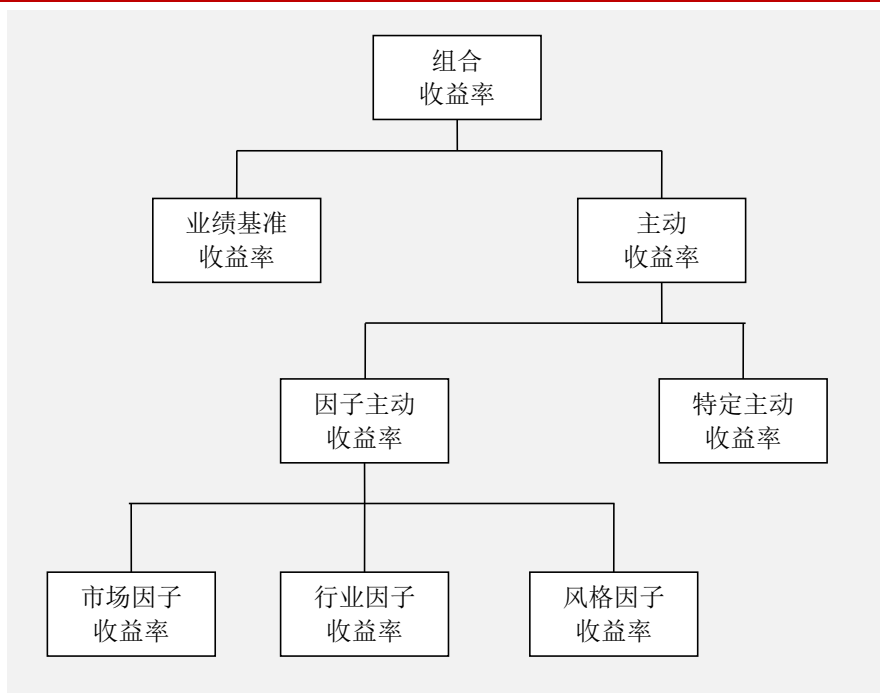 组合
收益率
业绩基准
收益率
主动
收益率
因子主动
收益率
特定主动
收益率
市场因子
收益率
行业因子
收益率
风格因子
收益率